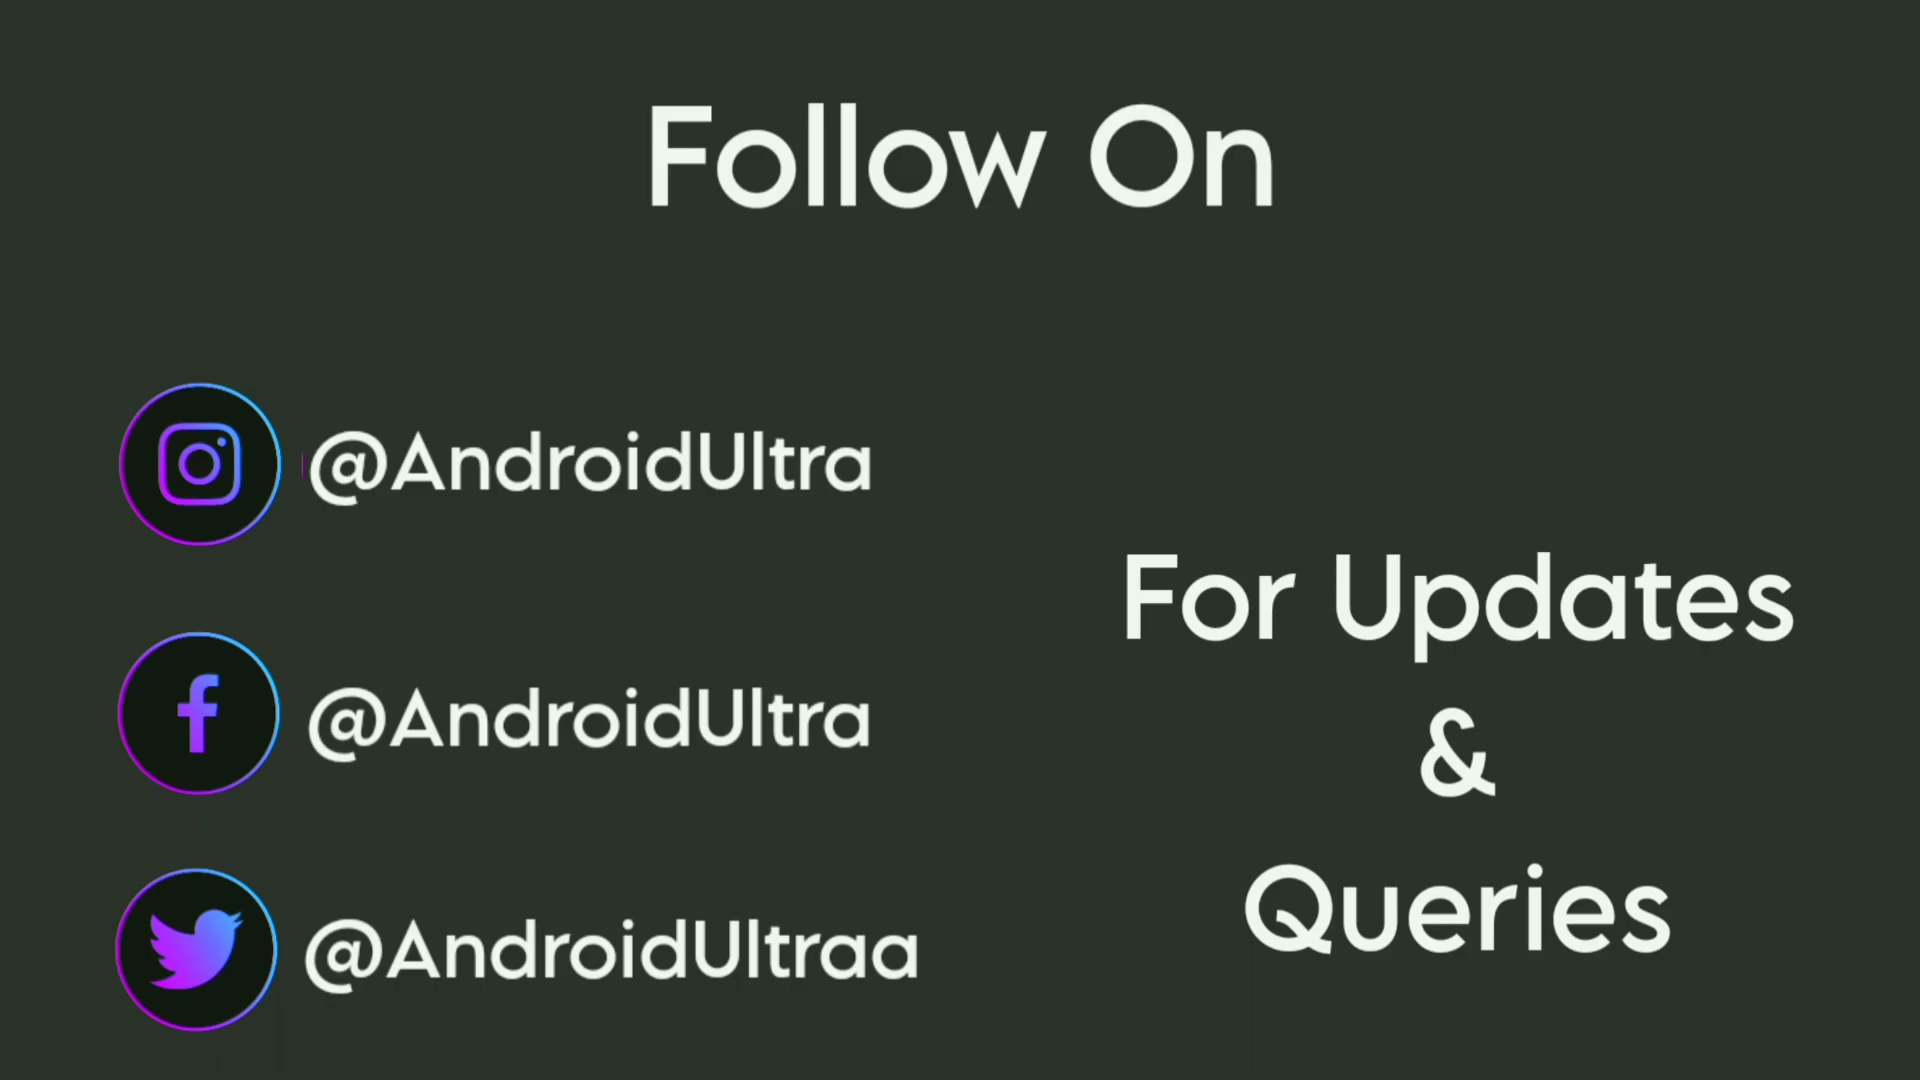 Follow On
@AndroidUltra
@AndroidUltra
@AndroidUltraa
For Updates
&
Queries